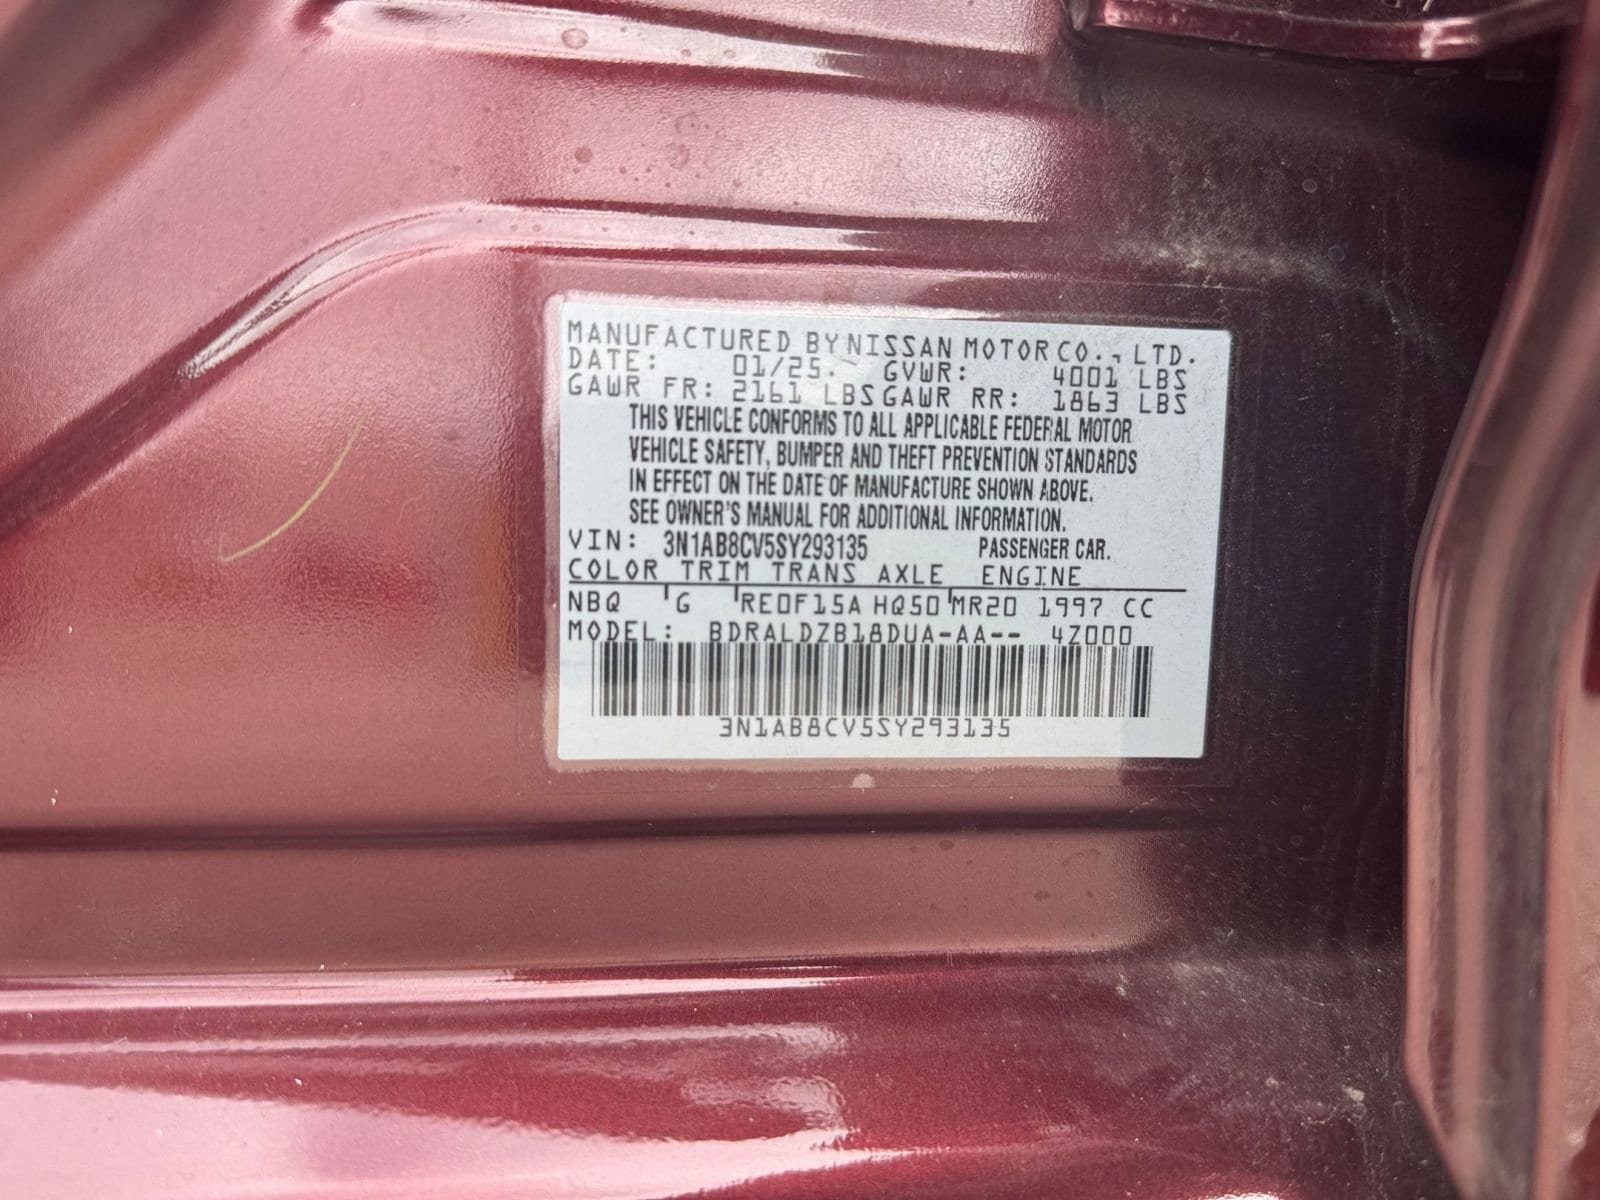 MANUFACTURED BY NISSAN MOTOR CO., LTD.
DATE: 01/25. GVWR: 4001 LBS
GAWR FR: 2161 LBS GAWR RR: 1863 LBS
THIS VEHICLE CONFORMS TO ALL APPLICABLE FEDERAL MOTOR
VEHICLE SAFETY, BUMPER AND THEFT PREVENTION STANDARDS
IN EFFECT ON THE DATE OF MANUFACTURE SHOWN ABOVE.
SEE OWNER'S MANUAL FOR ADDITIONAL INFORMATION.
VIN: 3N1AB8CV5SY293135 PASSENGER CAR.
COLOR TRIM TRANS AXLE ENGINE
NBQ G RE0F15A HQ50 MR20 1997 CC
MODEL: BDRALDZB18DUA-AA-- 4Z000
3N1AB8CV5SY293135